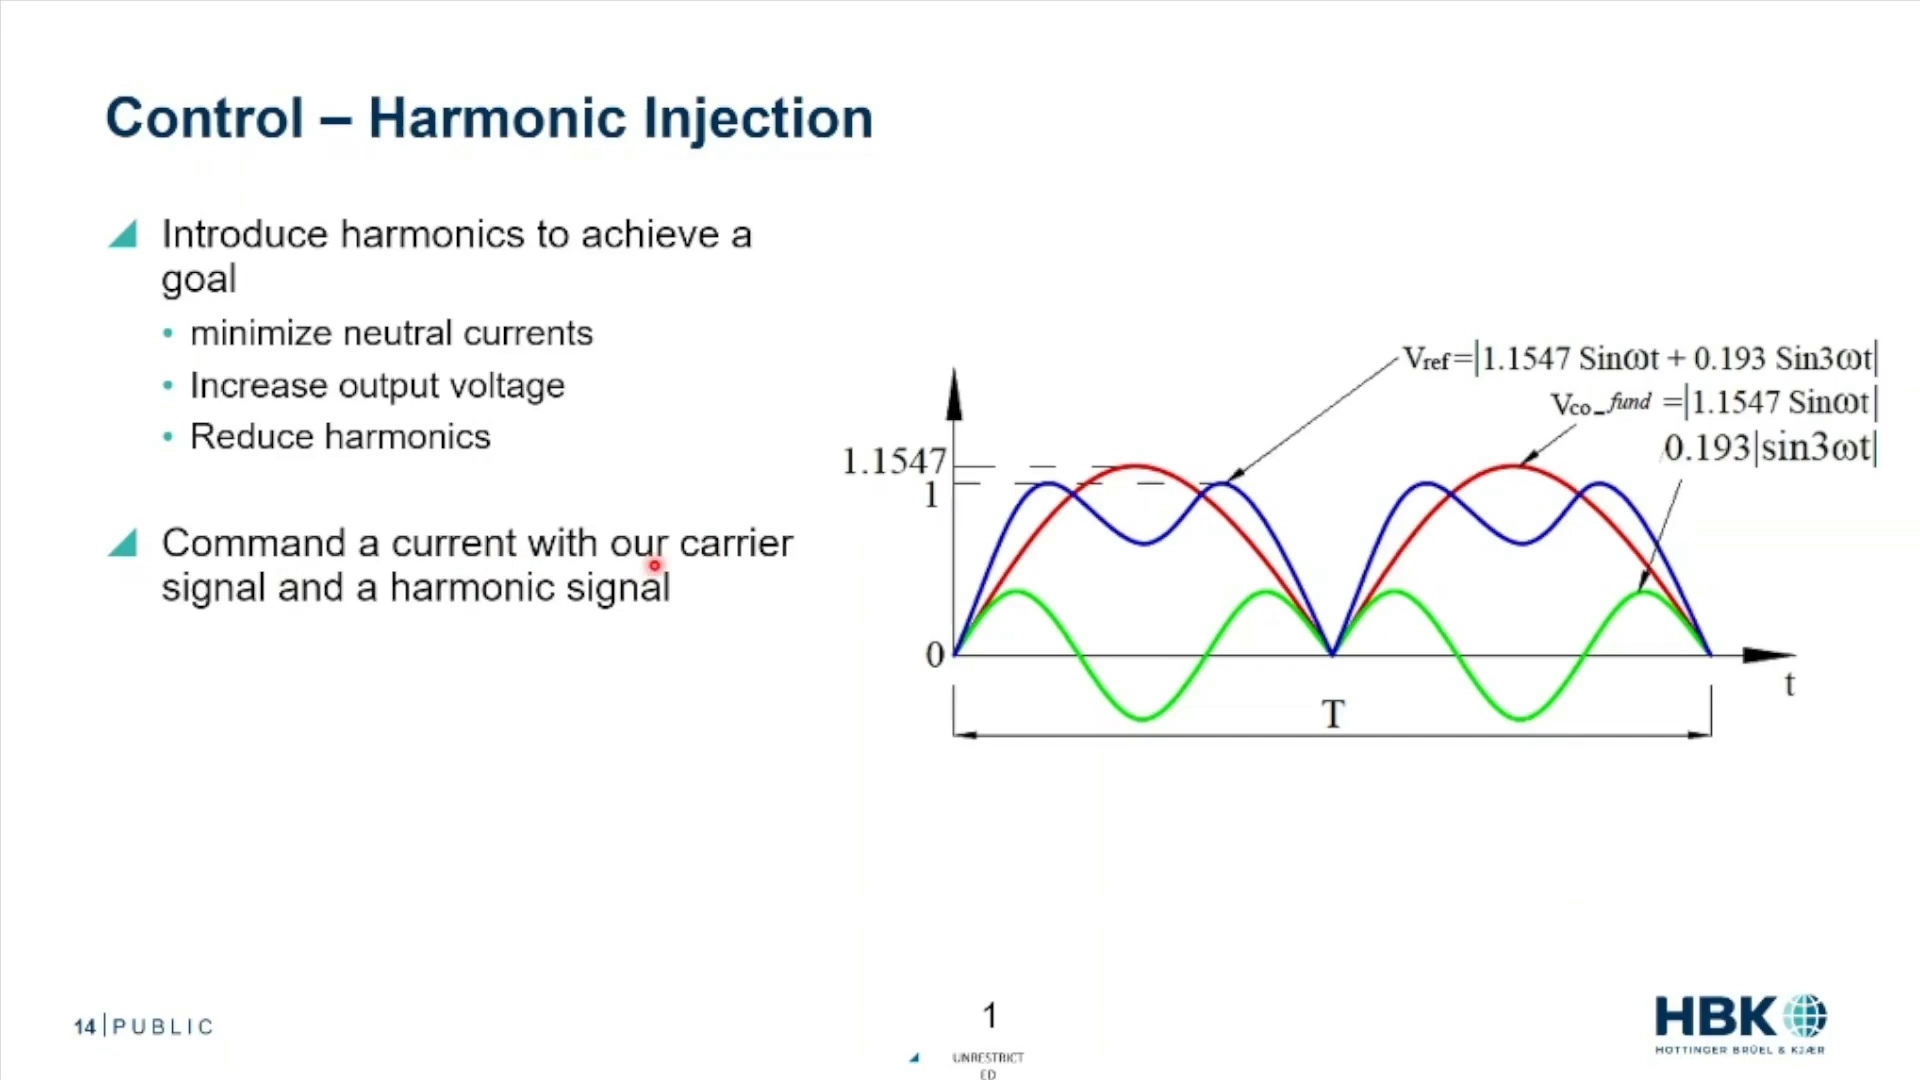 Control – Harmonic Injection
Introduce harmonics to achieve a
goal
• minimize neutral currents
• Increase output voltage
• Reduce harmonics
Command a current with our carrier
signal and a harmonic signal
Vref=|1.1547 Sinωt + 0.193 Sin3ωt|
Vco_fund =|1.1547 Sinωt|
0.193|sin3ωt|
1.1547
1
0
t
T
14|PUBLIC
1
UNRESTRICT
ED
HBK
HOTTINGER BRÜEL & KJÆR